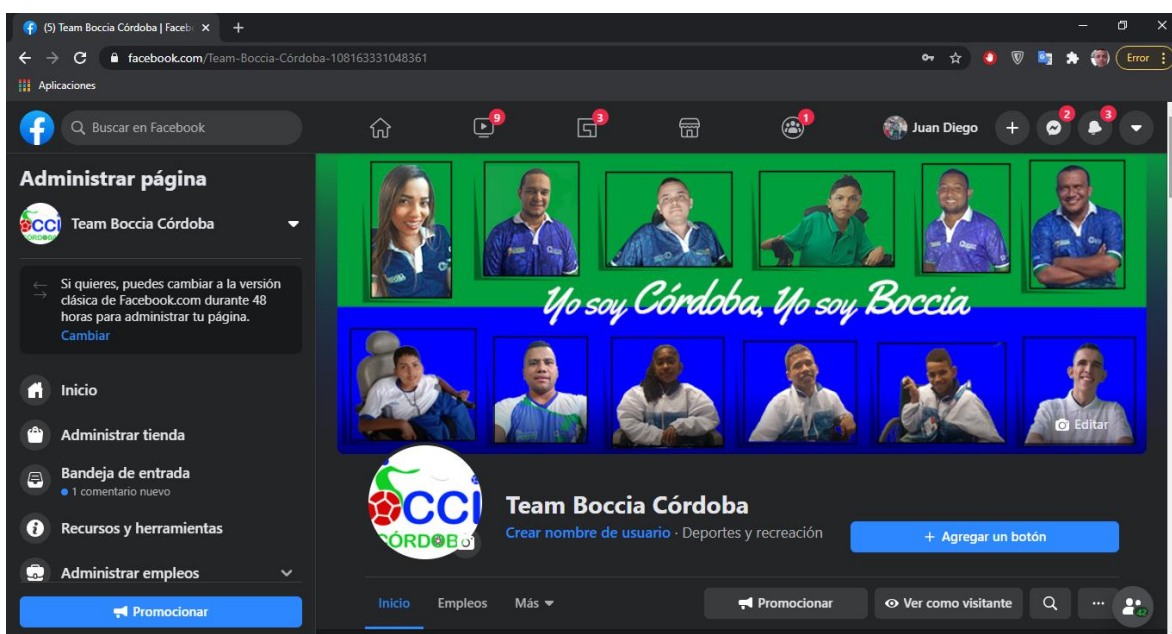 (5) Team Boccia Córdoba | Faceb
facebook.com/Team-Boccia-Córdoba-108163331048361
Error
Aplicaciones
Buscar en Facebook
9
3
1
Juan Diego
2
3
Administrar página
Team Boccia Córdoba
Si quieres, puedes cambiar a la versión
clásica de Facebook.com durante 48
horas para administrar tu página.
Cambiar
Inicio
Administrar tienda
Bandeja de entrada
1 comentario nuevo
Recursos y herramientas
Administrar empleos
Promocionar
Yo soy Córdoba, Yo soy Boccia
Editar
Team Boccia Córdoba
Crear nombre de usuario · Deportes y recreación
+ Agregar un botón
Inicio
Empleos
Más
Promocionar
Ver como visitante
42